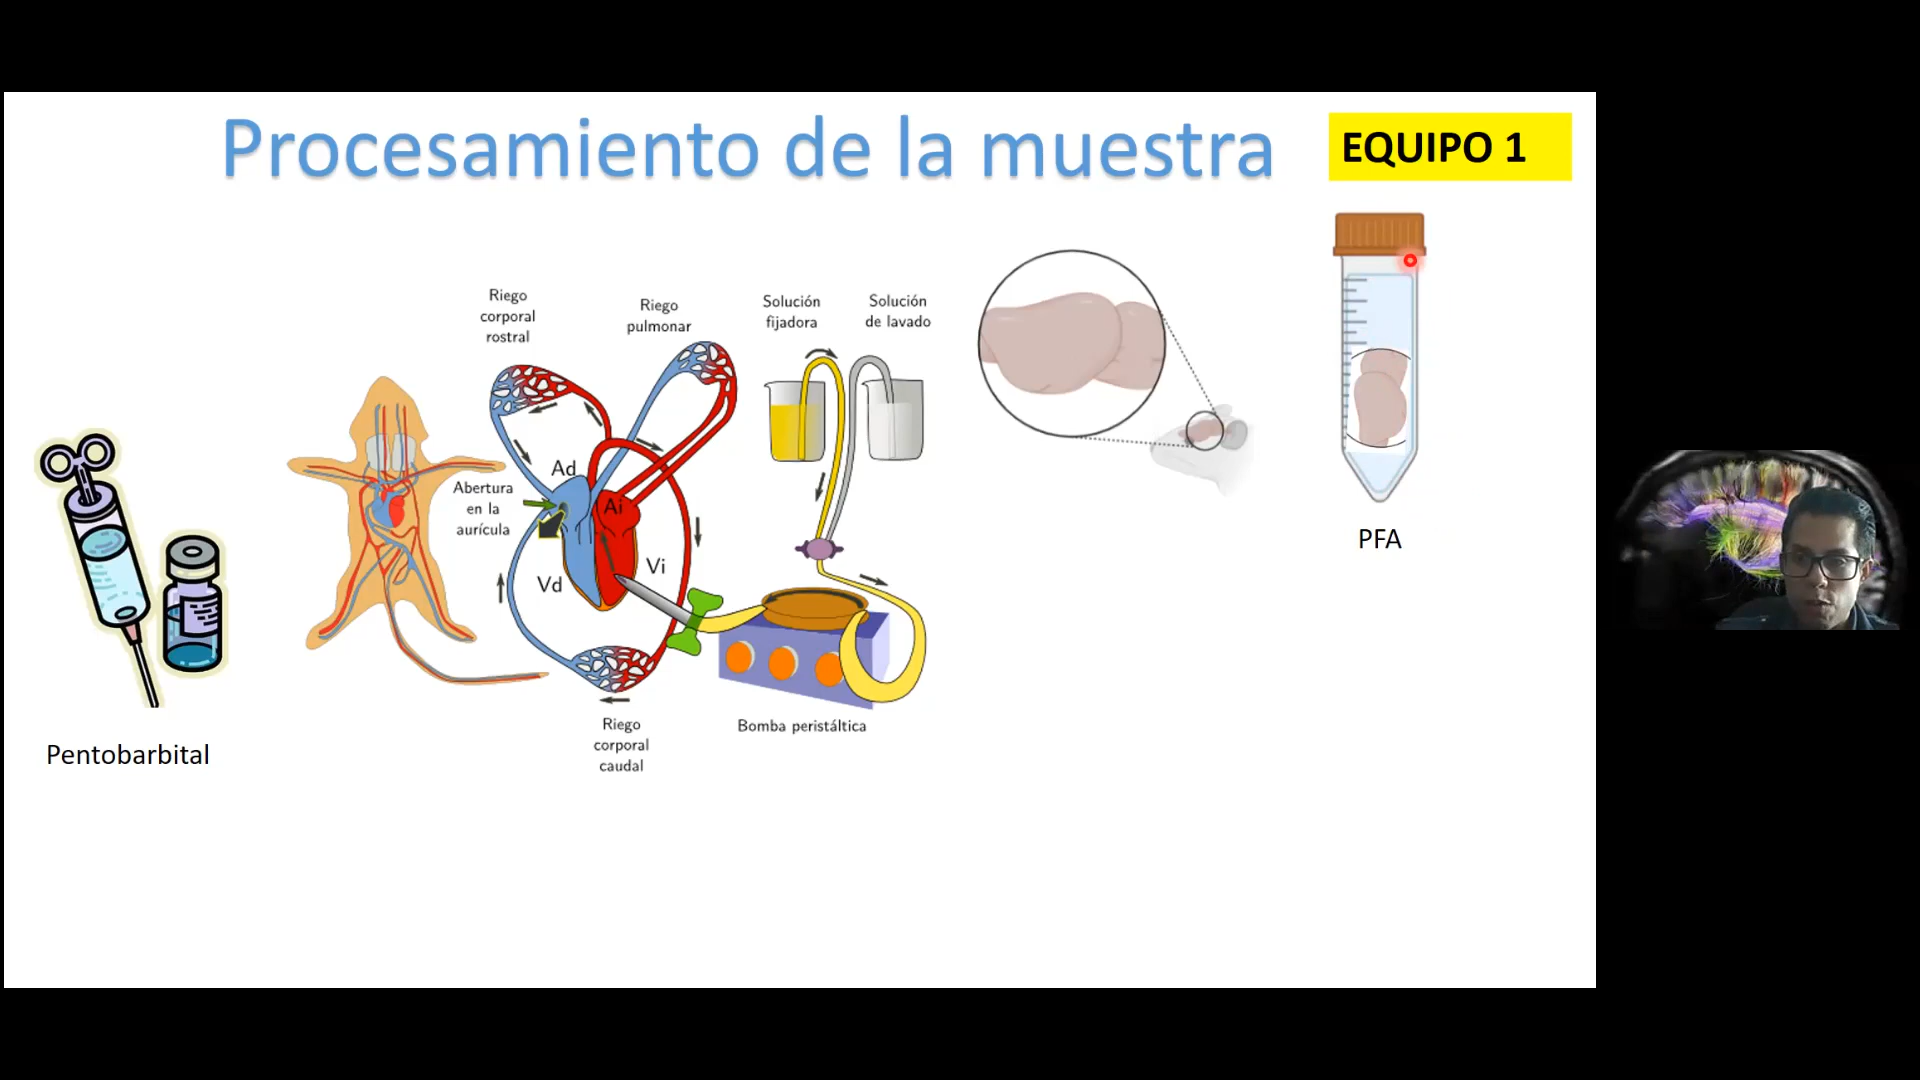 Procesamiento de la muestra
EQUIPO 1
Riego
corporal
rostral
Riego
pulmonar
Solución
fijadora
Solución
de lavado
Abertura
en la
aurícula
Ad
Ai
Vd
Vi
Riego
corporal
caudal
Bomba peristáltica
Pentobarbital
PFA